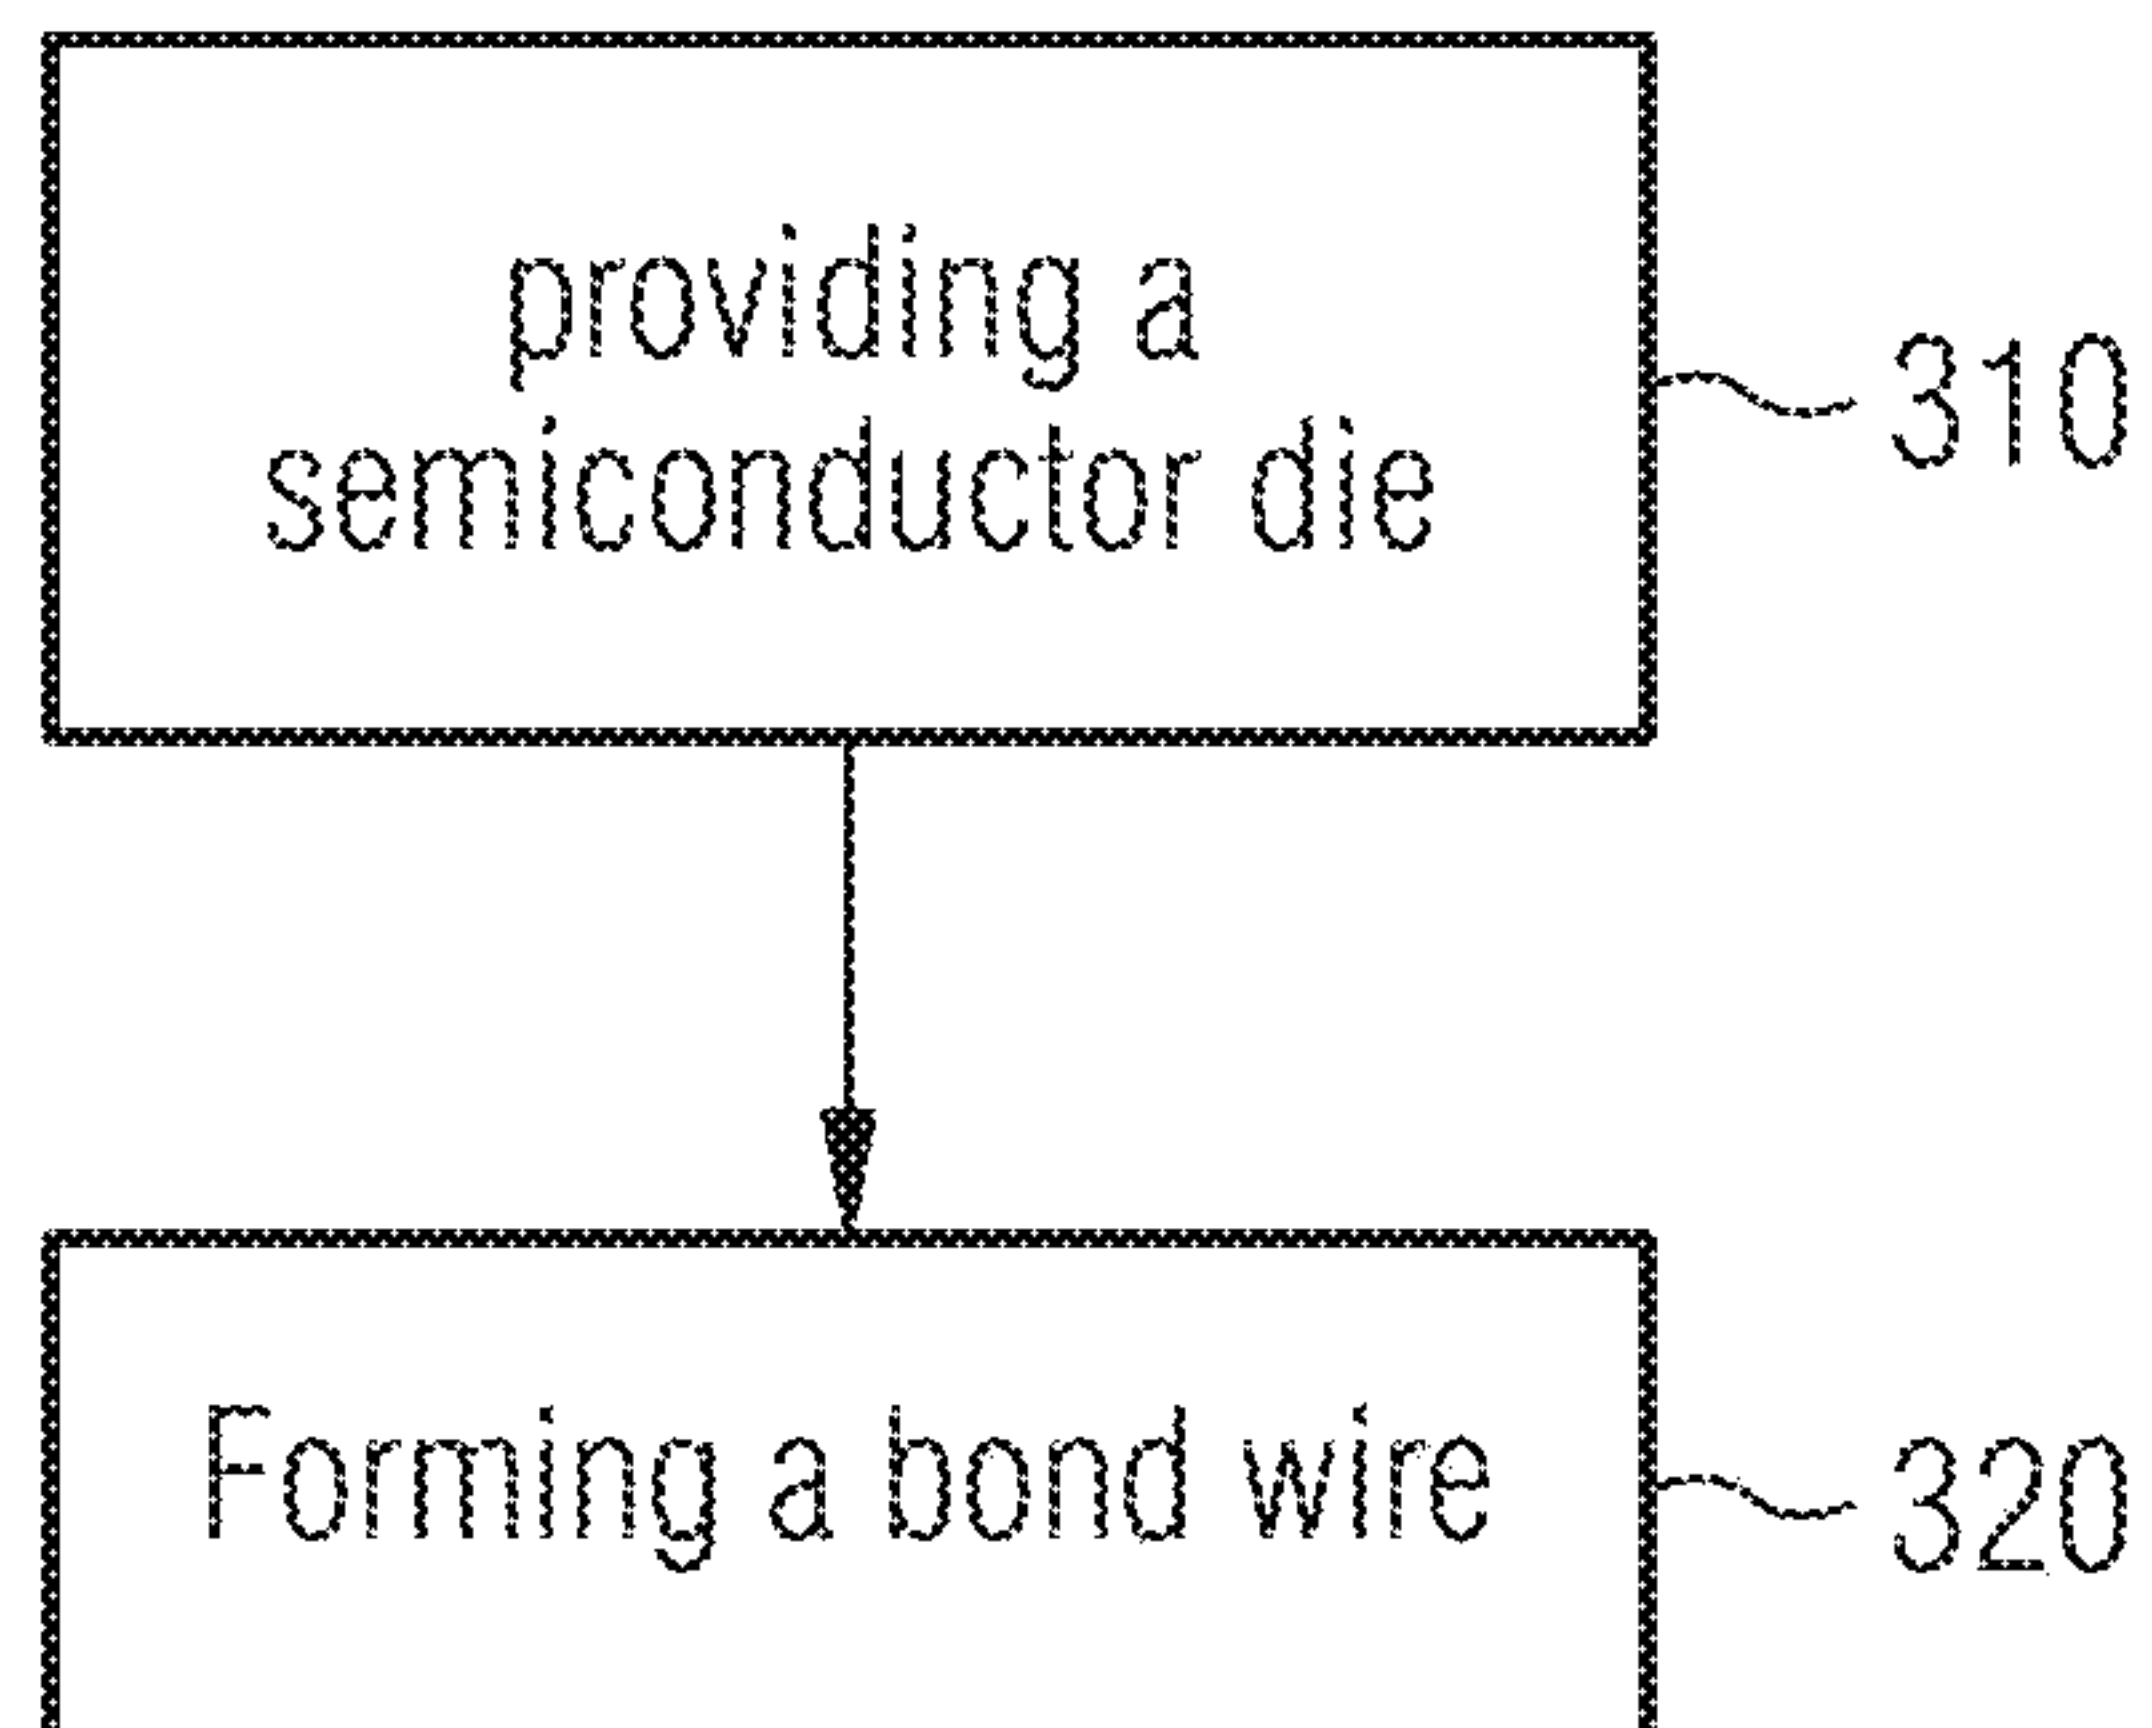 providing a
semiconductor die
310
Forming a bond wire
320